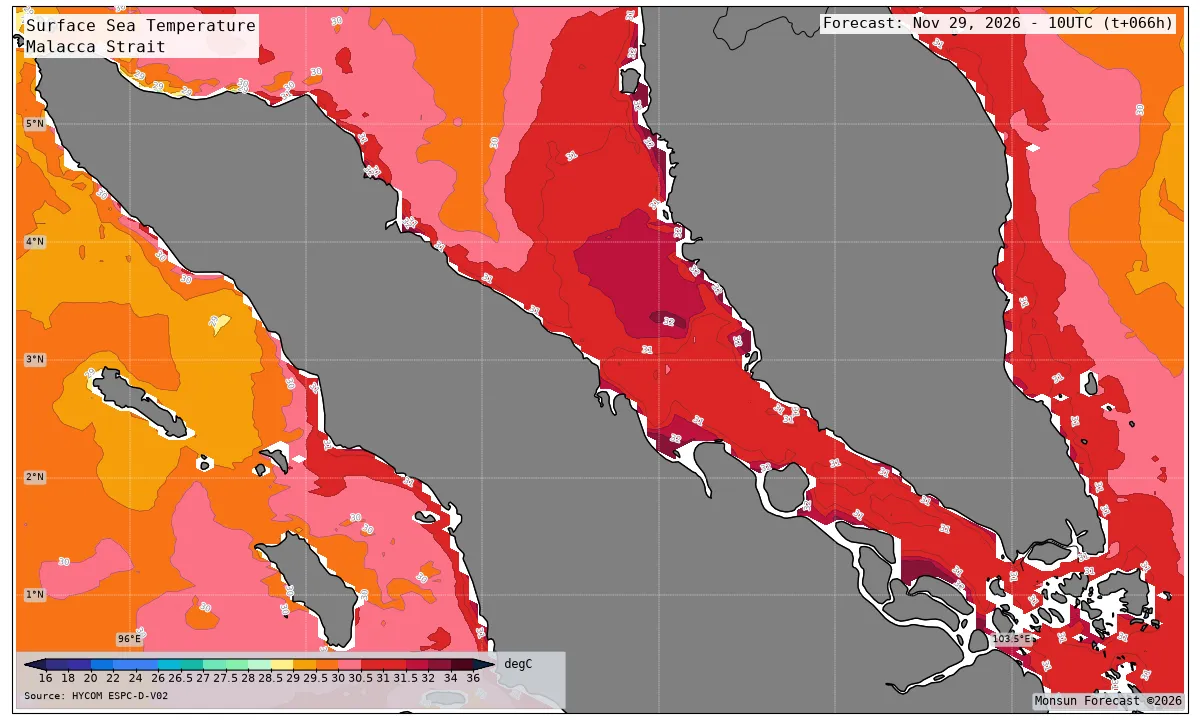 Surface Sea Temperature
Malacca Strait
Forecast: Nov 29, 2026 - 10UTC (t+066h)
5°N
4°N
3°N
2°N
1°N
96°E
103.5°E
degC
16 18 20 22 24 26 26.5 27 27.5 28 28.5 29 29.5 30 30.5 31 31.5 32 34 36
Source: HYCOM ESPC-D-V02
Monsun Forecast ©2026